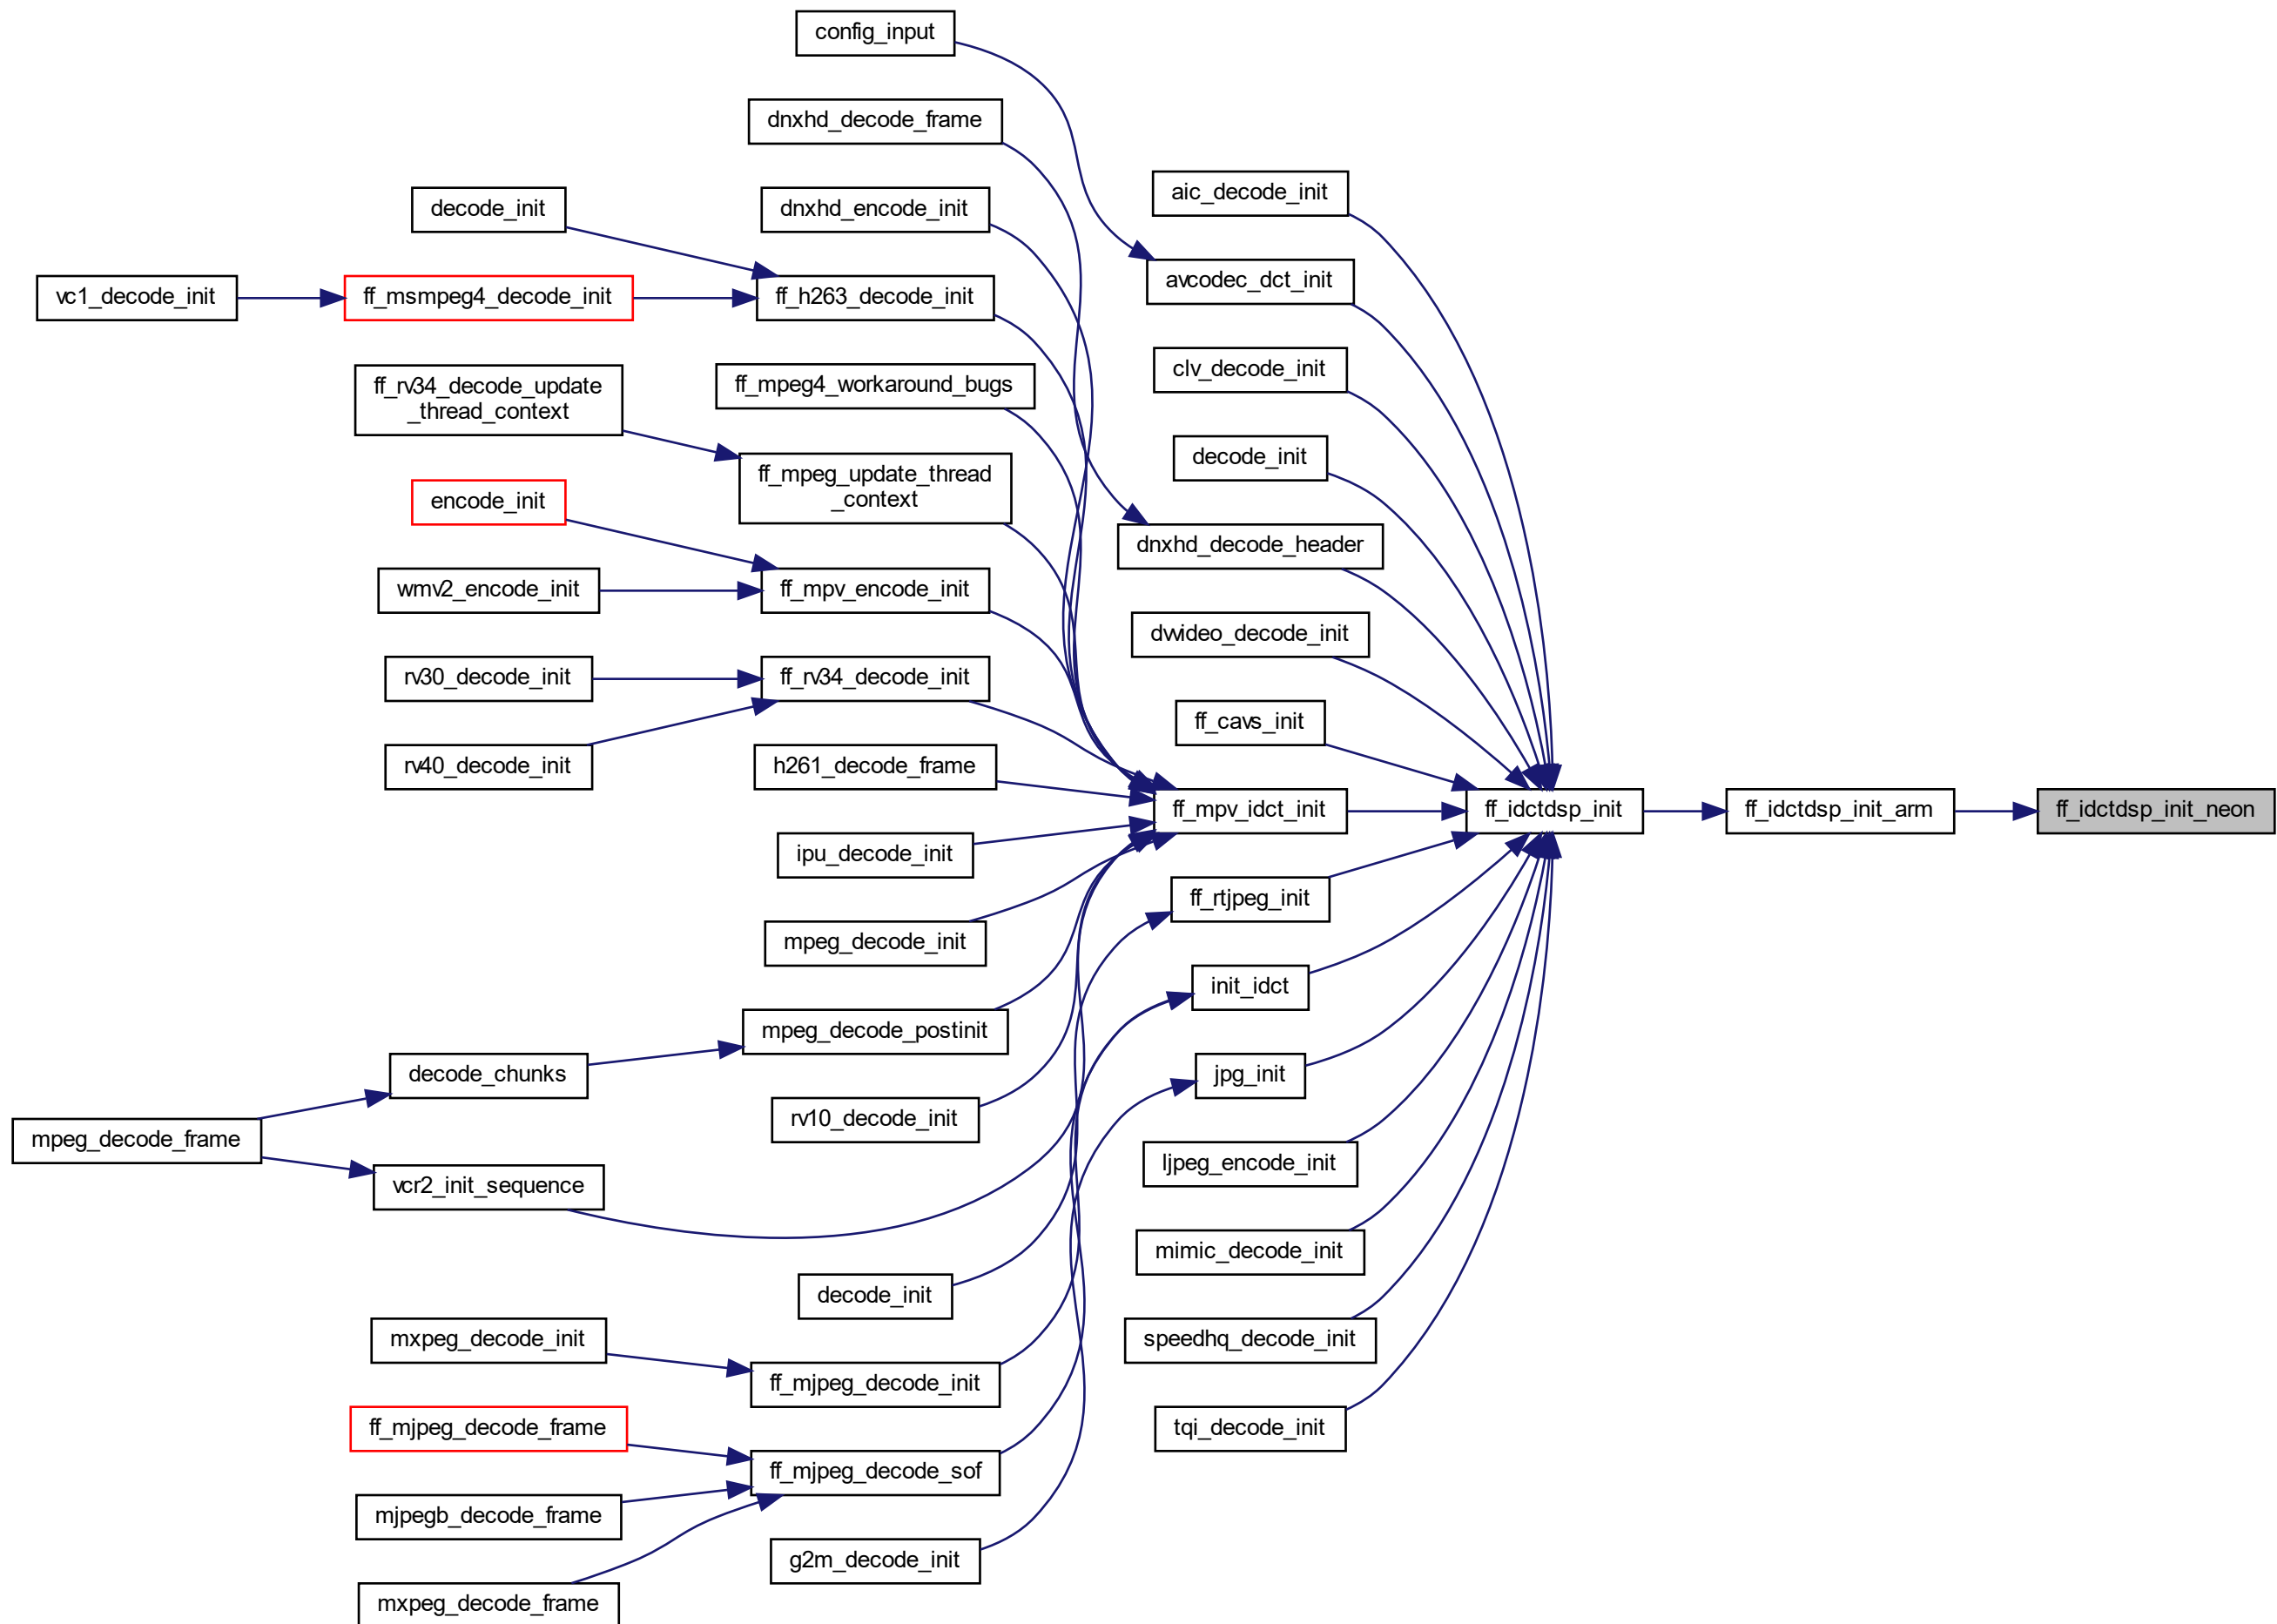 config_input
dnxhd_decode_frame
aic_decode_init
decode_init
dnxhd_encode_init
avcodec_dct_init
vc1_decode_init
ff_msmpeg4_decode_init
ff_h263_decode_init
clv_decode_init
ff_rv34_decode_update
_thread_context
ff_mpeg4_workaround_bugs
decode_init
ff_mpeg_update_thread
_context
encode_init
dnxhd_decode_header
wmv2_encode_init
ff_mpv_encode_init
dwideo_decode_init
rv30_decode_init
ff_rv34_decode_init
ff_cavs_init
rv40_decode_init
h261_decode_frame
ff_mpv_idct_init
ff_idctdsp_init
ff_idctdsp_init_arm
ff_idctdsp_init_neon
ipu_decode_init
ff_rtjpeg_init
mpeg_decode_init
init_idct
mpeg_decode_postinit
decode_chunks
jpg_init
rv10_decode_init
mpeg_decode_frame
ljpeg_encode_init
vcr2_init_sequence
mimic_decode_init
decode_init
mxpeg_decode_init
speedhq_decode_init
ff_mjpeg_decode_init
ff_mjpeg_decode_frame
tqi_decode_init
ff_mjpeg_decode_sof
mjpegb_decode_frame
g2m_decode_init
mxpeg_decode_frame